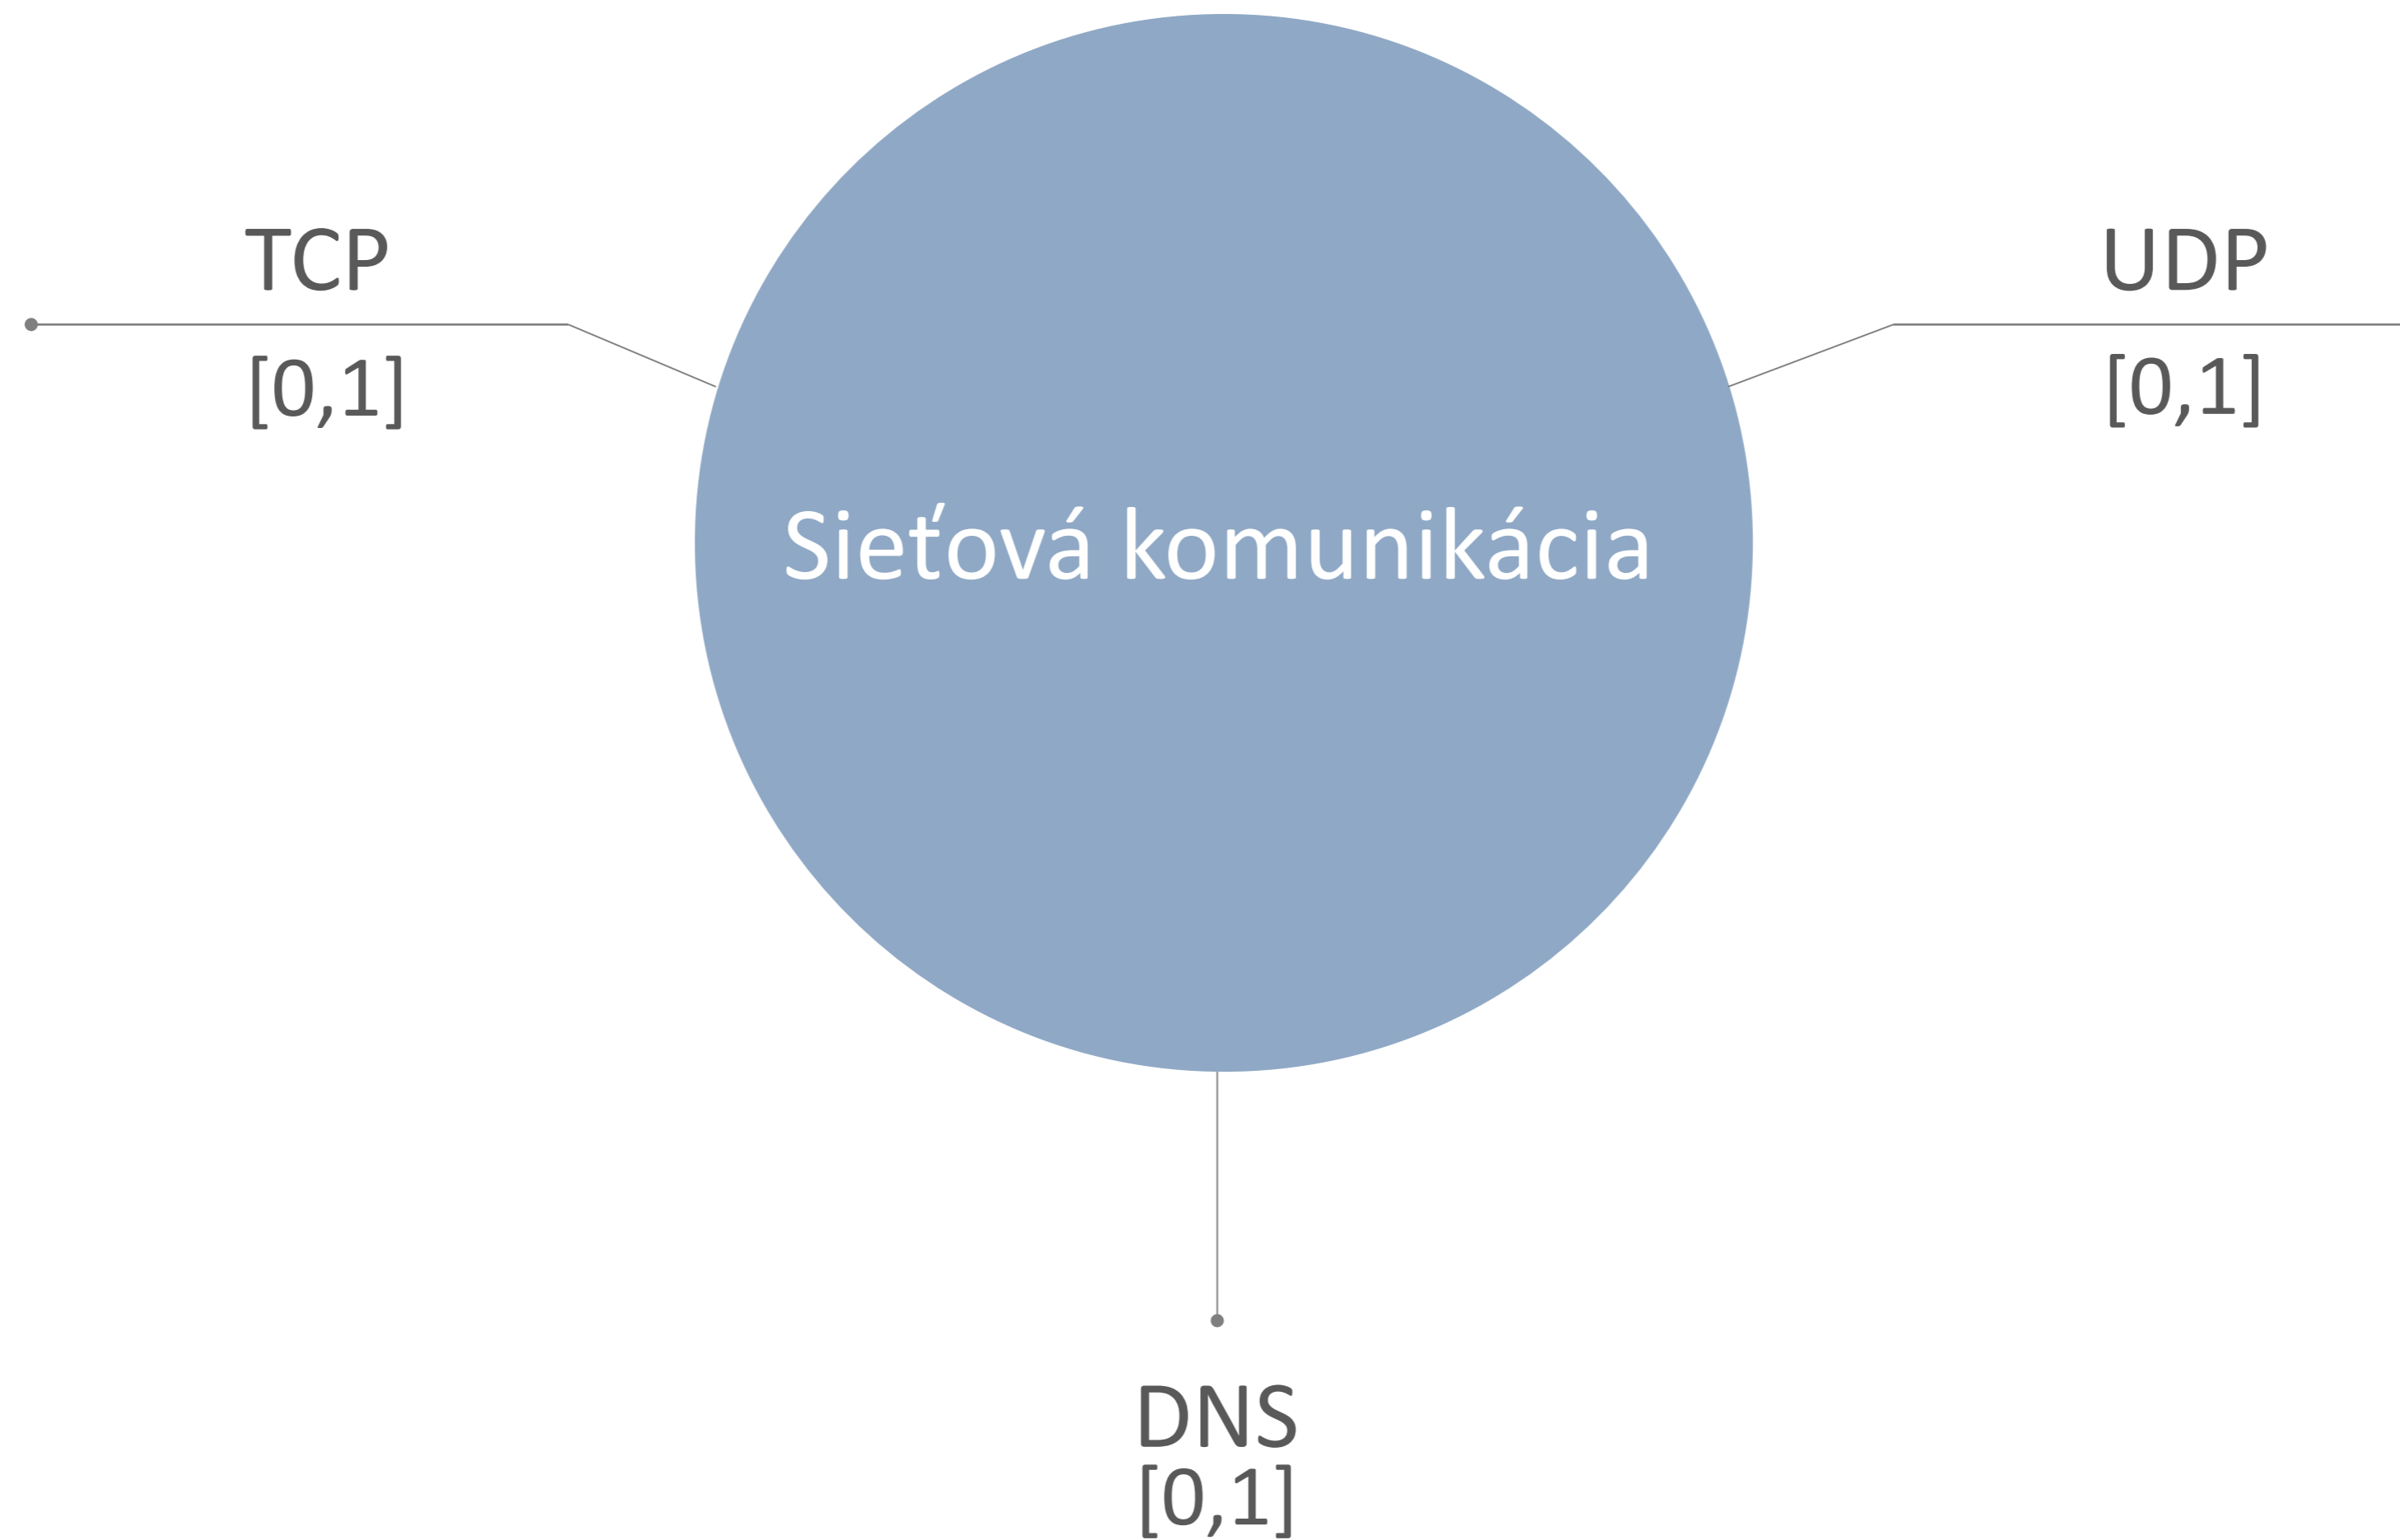 TCP
[0,1]
UDP
[0,1]
Sieťová komunikácia
DNS
[0,1]